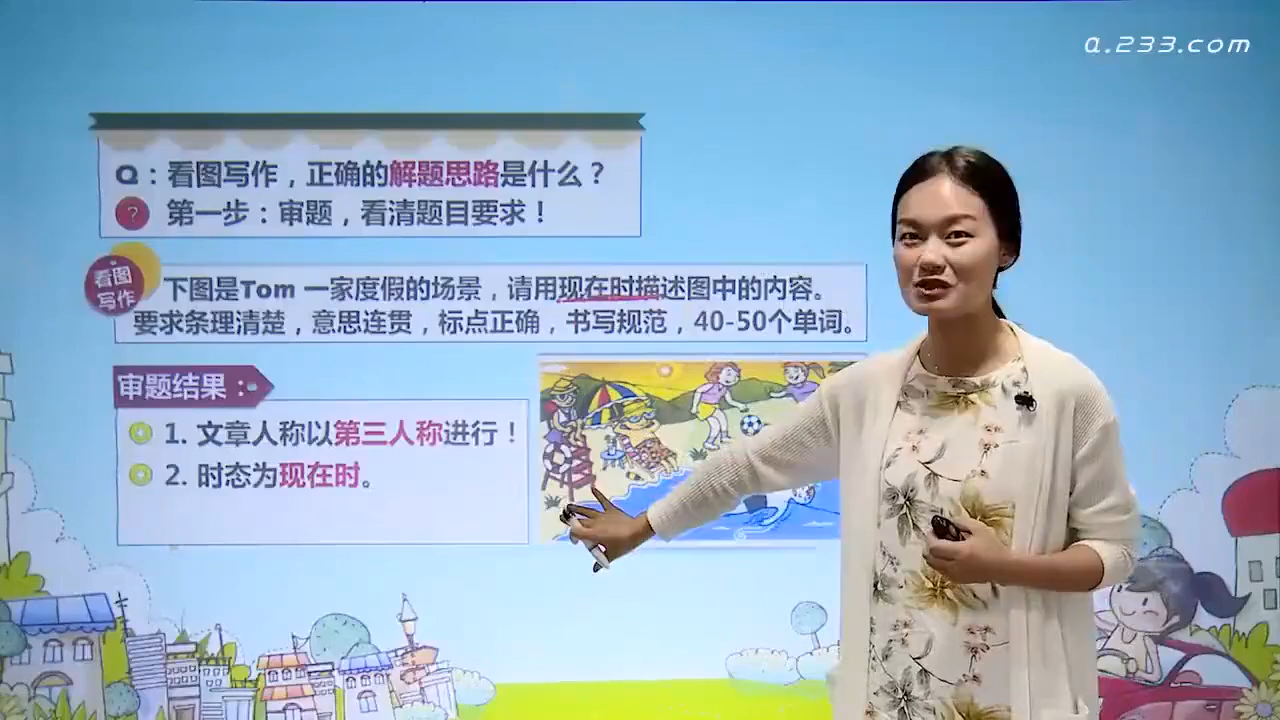 a.233.com
Q：看图写作，正确的解题思路是什么？
? 第一步：审题，看清题目要求！
看图
写作
下图是Tom 一家度假的场景，请用现在时描述图中的内容。
要求条理清楚，意思连贯，标点正确，书写规范，40-50个单词。
审题结果：
1. 文章人称以第三人称进行！
2. 时态为现在时。